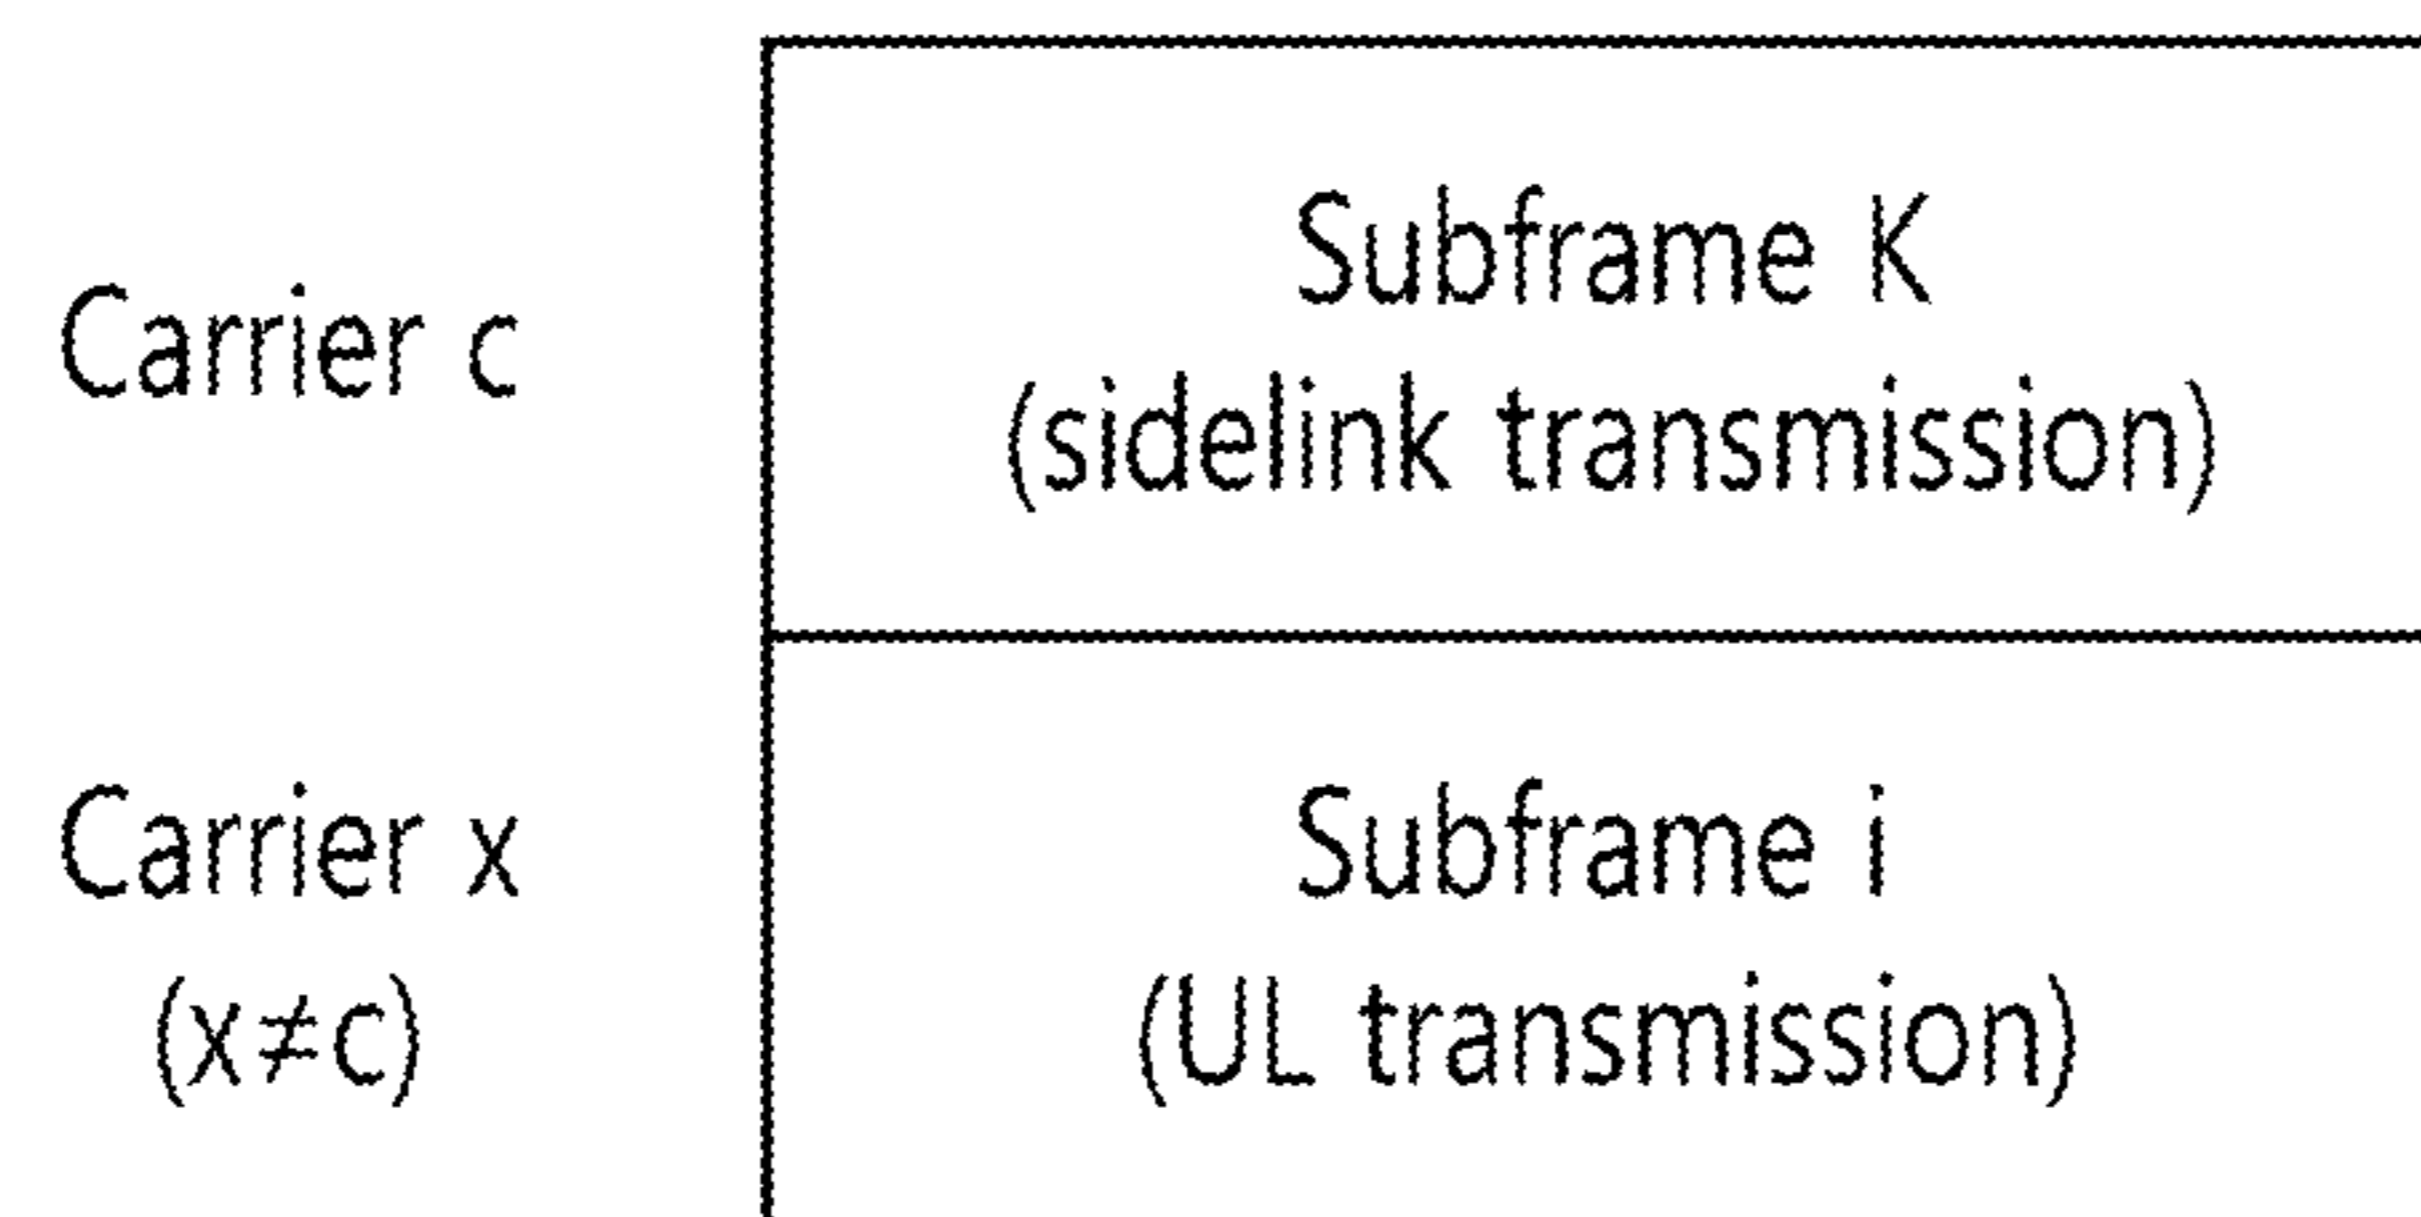 Carrier c
Subframe K
(sidelink transmission)
Carrier x
(x≠c)
Subframe i
(UL transmission)